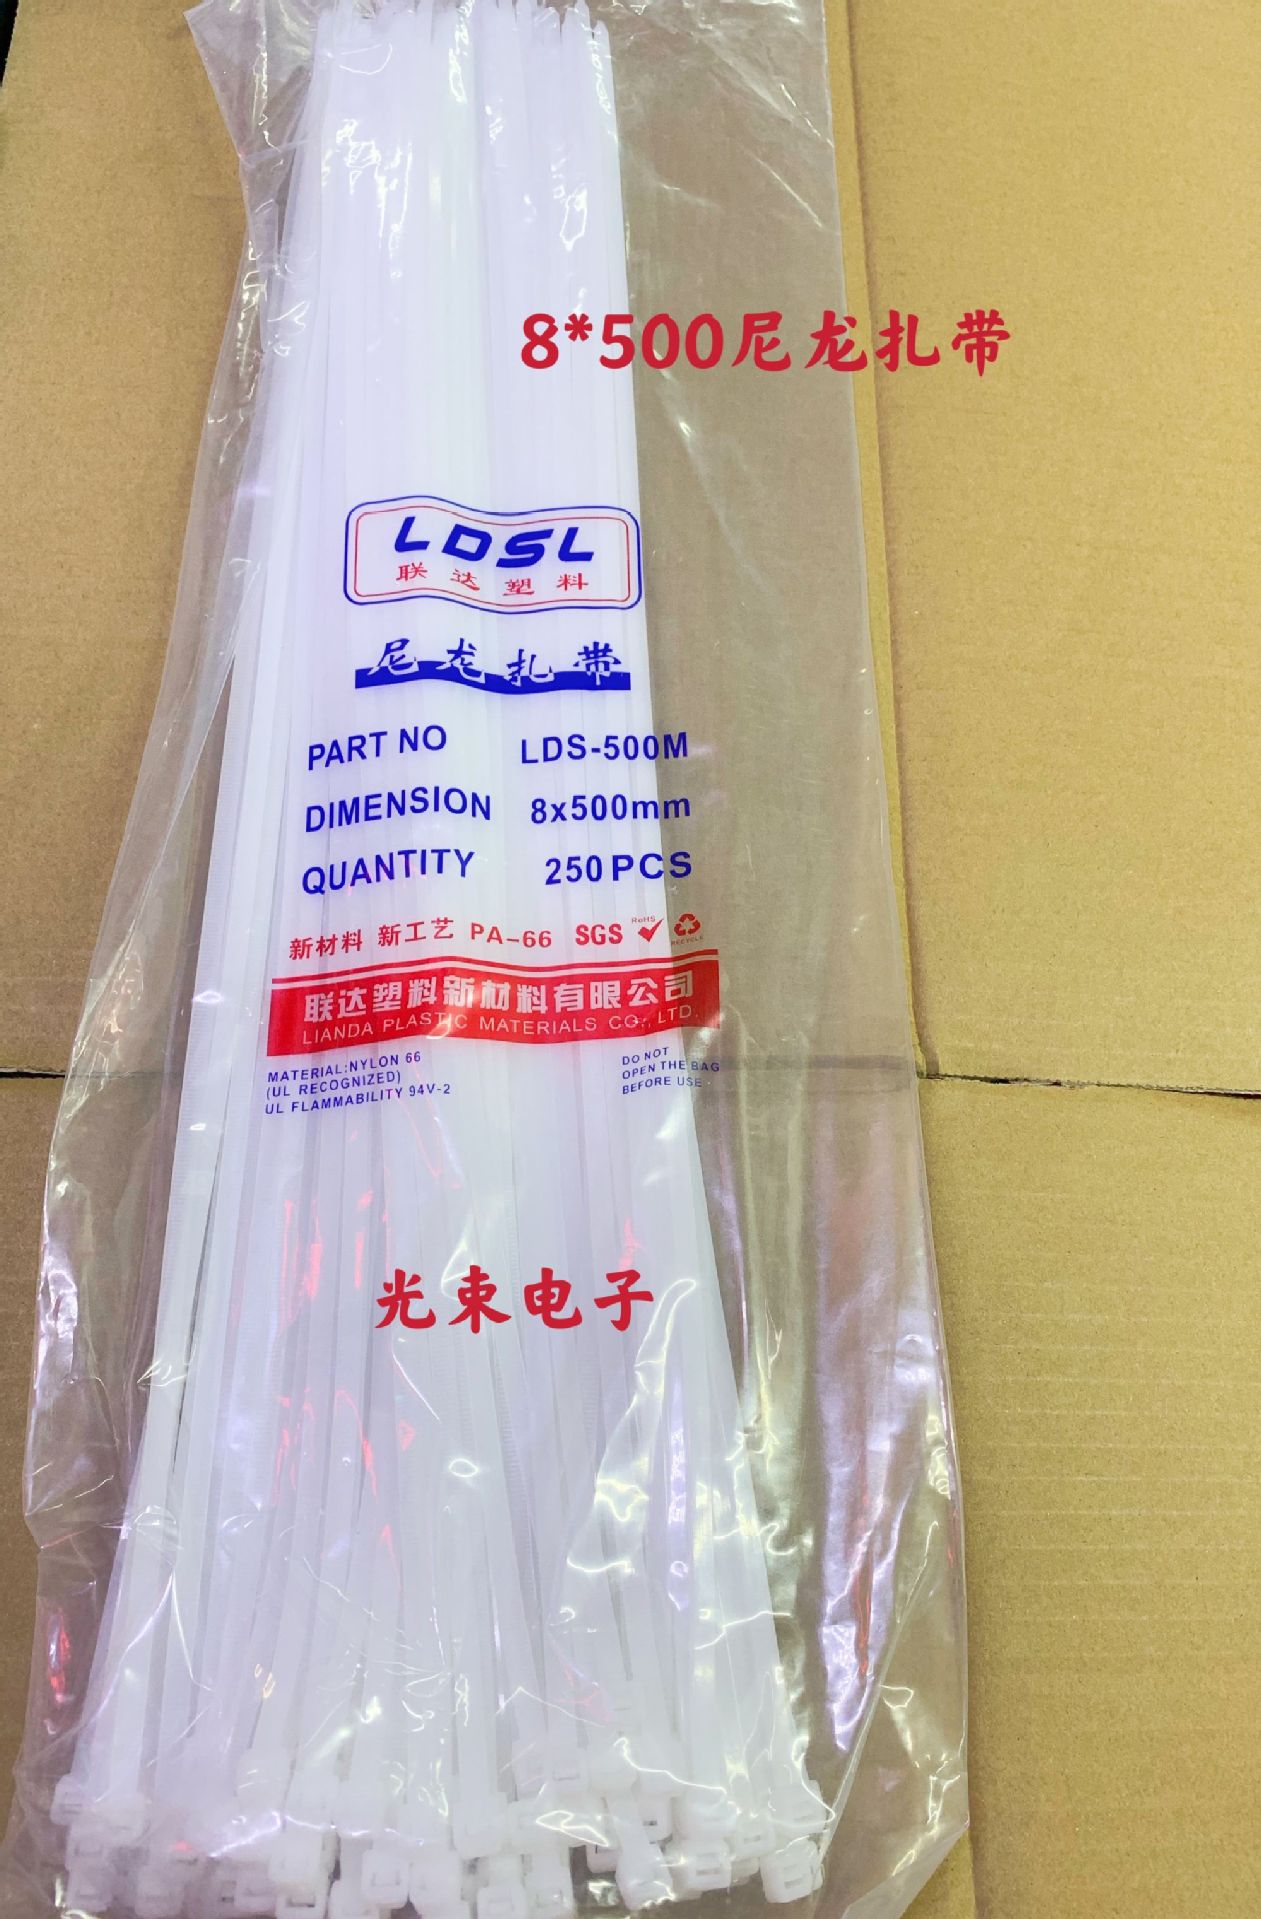 8*500尼龙扎带
LDSL
联达塑料
尼龙扎带
PART NO LDS-500M
DIMENSION 8x500mm
QUANTITY 250PCS
新材料 新工艺 PA-66 SGS RoHS RECYCLE
联达塑料新材料有限公司
LIANDA PLASTIC MATERIALS CO., LTD.
MATERIAL:NYLON 66
(UL RECOGNIZED)
UL FLAMMABILITY 94V-2
DO NOT
OPEN THE BAG
BEFORE USE
光束电子